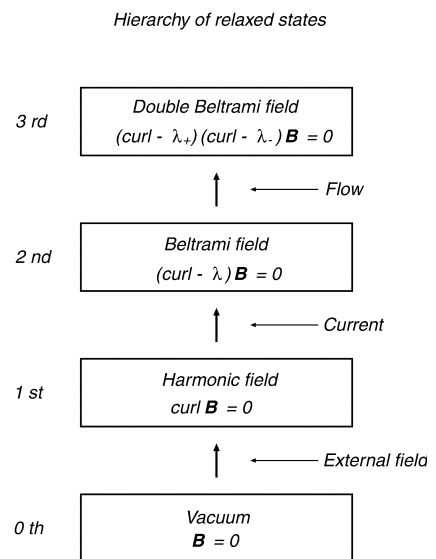 Hierarchy of relaxed states
3 rd
Double Beltrami field
(curl - λ₊) (curl - λ₋) B = 0
Flow
2 nd
Beltrami field
(curl - λ) B = 0
Current
1 st
Harmonic field
curl B = 0
External field
0 th
Vacuum
B = 0